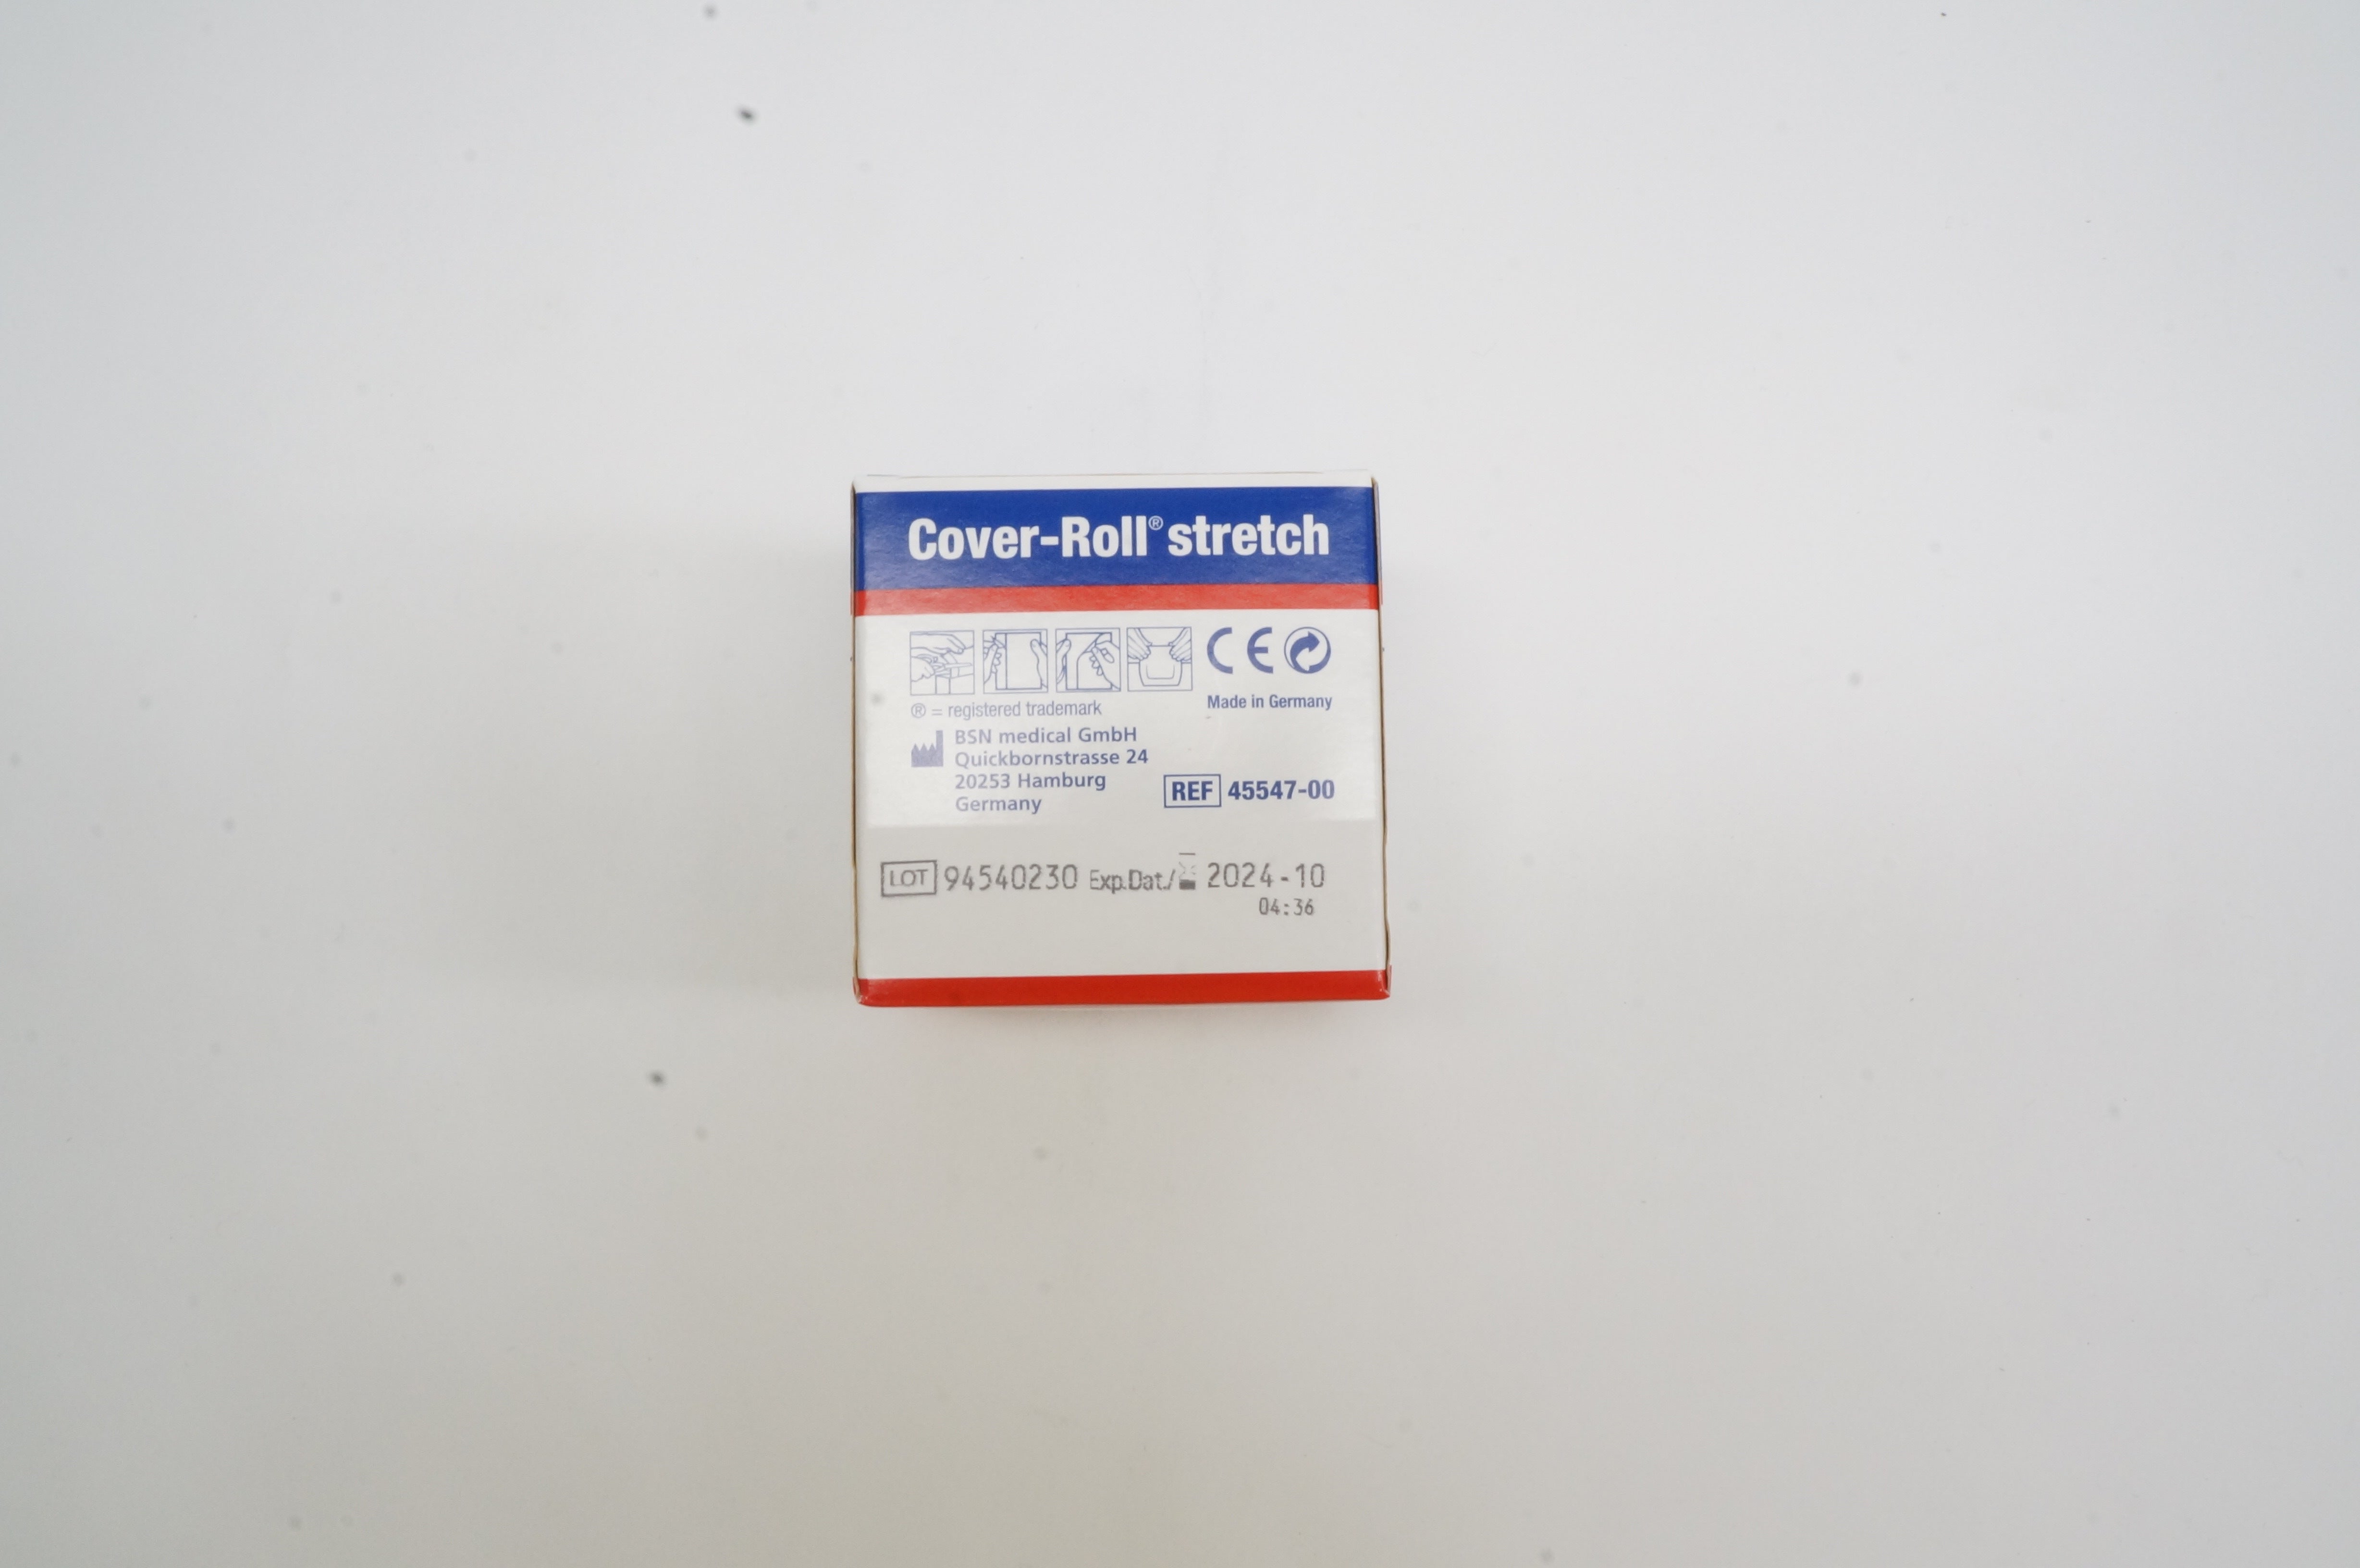 Cover-Roll® stretch
CE
® = registered trademark
Made in Germany
BSN medical GmbH
Quickbornstrasse 24
20253 Hamburg
Germany
REF 45547-00
LOT 94540230 Exp.Dat./ 2024-10
04:36